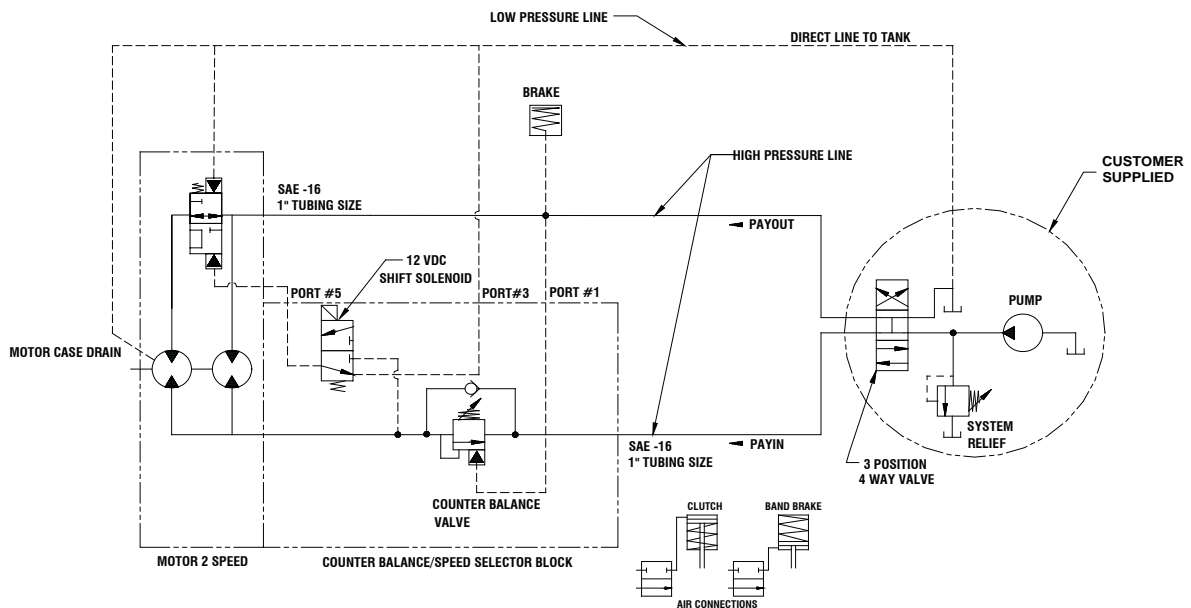 LOW PRESSURE LINE
DIRECT LINE TO TANK
BRAKE
HIGH PRESSURE LINE
CUSTOMER
SUPPLIED
SAE -16
1" TUBING SIZE
PAYOUT
12 VDC
SHIFT SOLENOID
PORT #5
PORT#3
PORT #1
PUMP
MOTOR CASE DRAIN
SYSTEM
RELIEF
SAE -16
1" TUBING SIZE
PAYIN
3 POSITION
4 WAY VALVE
COUNTER BALANCE
VALVE
CLUTCH
BAND BRAKE
MOTOR 2 SPEED
COUNTER BALANCE/SPEED SELECTOR BLOCK
AIR CONNECTIONS